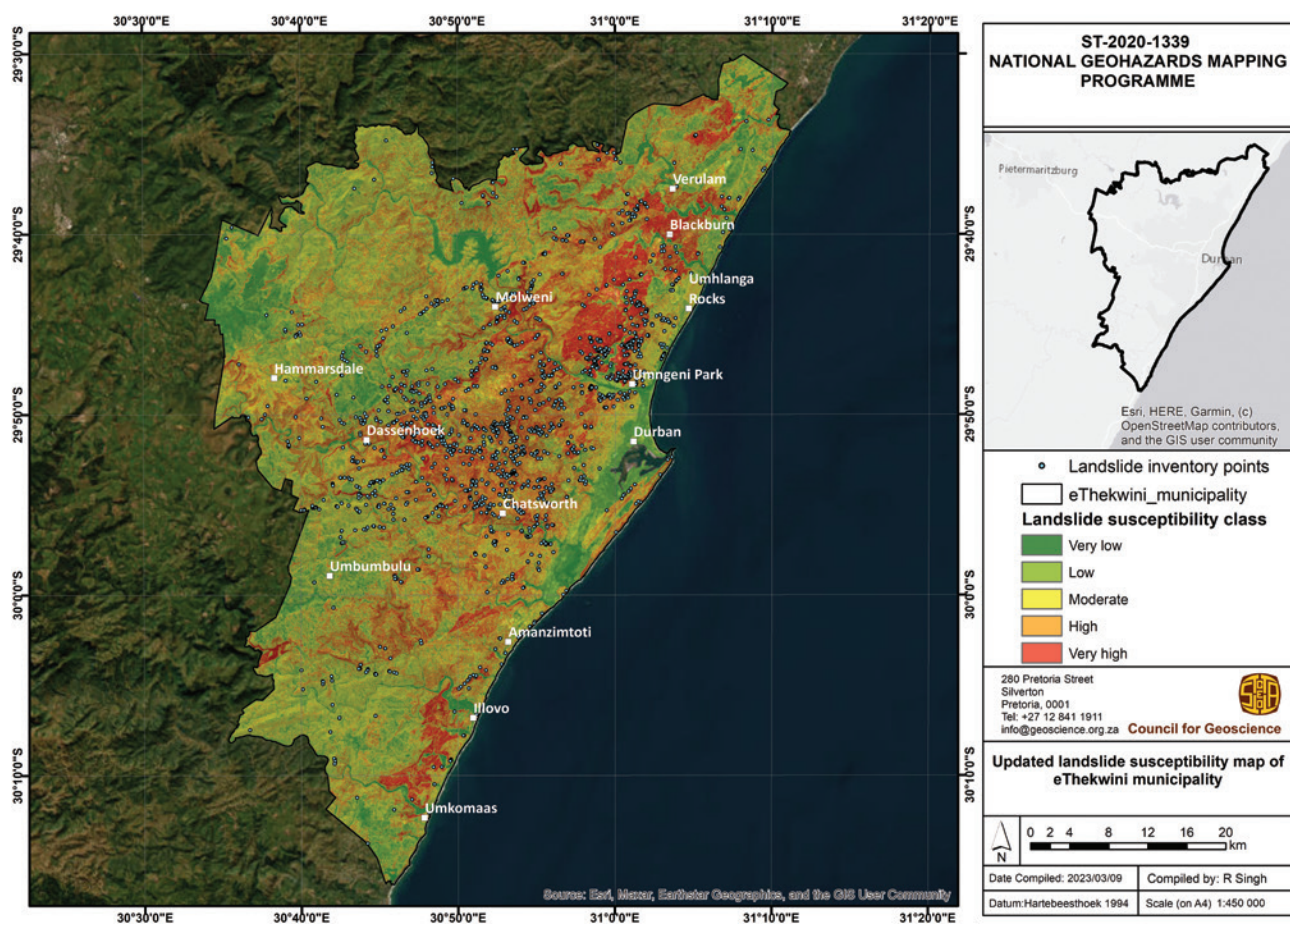 30°30'0"E
30°40'0"E
30°50'0"E
31°0'0"E
31°10'0"E
31°20'0"E
29°30'0"S
29°40'0"S
29°50'0"S
30°0'0"S
30°10'0"S
Verulam
Blackburn
Umhlanga
Rocks
Molweni
Hammarsdale
Umngeni Park
Dassenhoek
Durban
Chatsworth
Umbumbulu
Amanzimtoti
Illovo
Umkomaas
Source: Esri, Maxar, Earthstar Geographics, and the GIS User Community
29°40'0"S
29°50'0"S
30°0'0"S
30°10'0"S
30°30'0"E
30°40'0"E
30°50'0"E
31°0'0"E
31°10'0"E
31°20'0"E
ST-2020-1339
NATIONAL GEOHAZARDS MAPPING
PROGRAMME
Pietermaritzburg
Durban
Esri, HERE, Garmin, (c)
OpenStreetMap contributors,
and the GIS user community
Landslide inventory points
eThekwini_municipality
Landslide susceptibility class
Very low
Low
Moderate
High
Very high
280 Pretoria Street
Silverton
Pretoria, 0001
Tel: +27 12 841 1911
info@geoscience.org.za
Council for Geoscience
Updated landslide susceptibility map of
eThekwini municipality
N
0 2 4 8 12 16 20
km
Date Compiled: 2023/03/09
Compiled by: R Singh
Datum:Hartebeesthoek 1994
Scale (on A4) 1:450 000